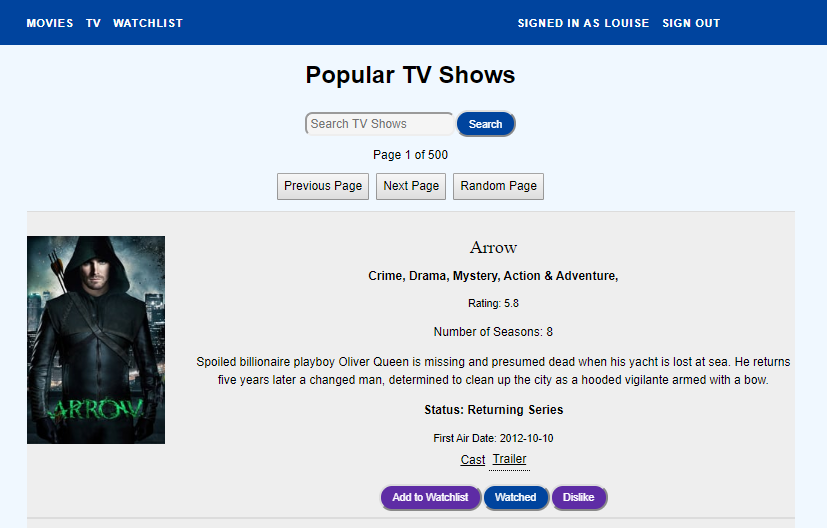 MOVIES TV WATCHLIST SIGNED IN AS LOUISE SIGN OUT
Popular TV Shows
Search TV Shows Search
Page 1 of 500
Previous Page Next Page Random Page
Arrow
Crime, Drama, Mystery, Action & Adventure,
Rating: 5.8
Number of Seasons: 8
Spoiled billionaire playboy Oliver Queen is missing and presumed dead when his yacht is lost at sea. He returns
five years later a changed man, determined to clean up the city as a hooded vigilante armed with a bow.
ARROW
Status: Returning Series
First Air Date: 2012-10-10
Cast Trailer
Add to Watchlist Watched Dislike